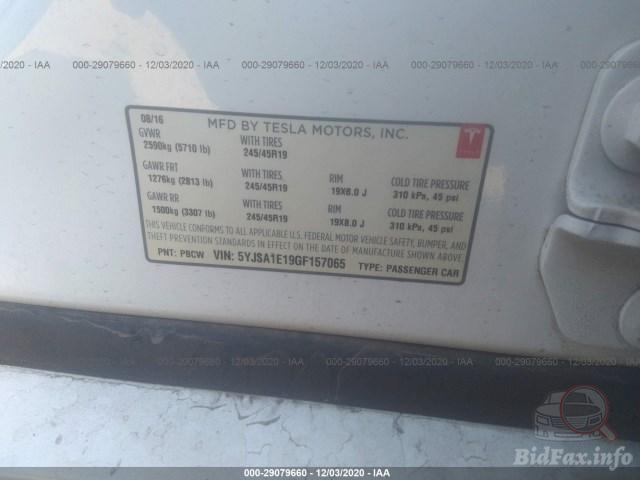 12/03/2020 - IAA 000-29079660 - 12/03/2020 - IAA 000-29079660 - 12/03/2020 - IAA
08/16 MFD BY TESLA MOTORS, INC.
GVWR WITH TIRES
2590kg (5710 lb) 245/45R19
TESLA
GAWR FRT WITH TIRES RIM COLD TIRE PRESSURE
1276kg (2813 lb) 245/45R19 19X8.0 J 310 kPa, 45 psi
GAWR RR WITH TIRES RIM COLD TIRE PRESSURE
1500kg (3307 lb) 245/45R19 19X8.0 J 310 kPa, 45 psi
THIS VEHICLE CONFORMS TO ALL APPLICABLE U.S. FEDERAL MOTOR VEHICLE SAFETY, BUMPER, AND
THEFT PREVENTION STANDARDS IN EFFECT ON THE DATE OF MANUFACTURE SHOWN ABOVE.
PNT: PBCW VIN: 5YJSA1E19GF157065 TYPE: PASSENGER CAR
12/03/2020 - IAA 000-29079660 - 12/03/2020 - IAA 000-29079660 - 12/03/2020 - IAA
BidFax.info
000-29079660 - 12/03/2020 - IAA